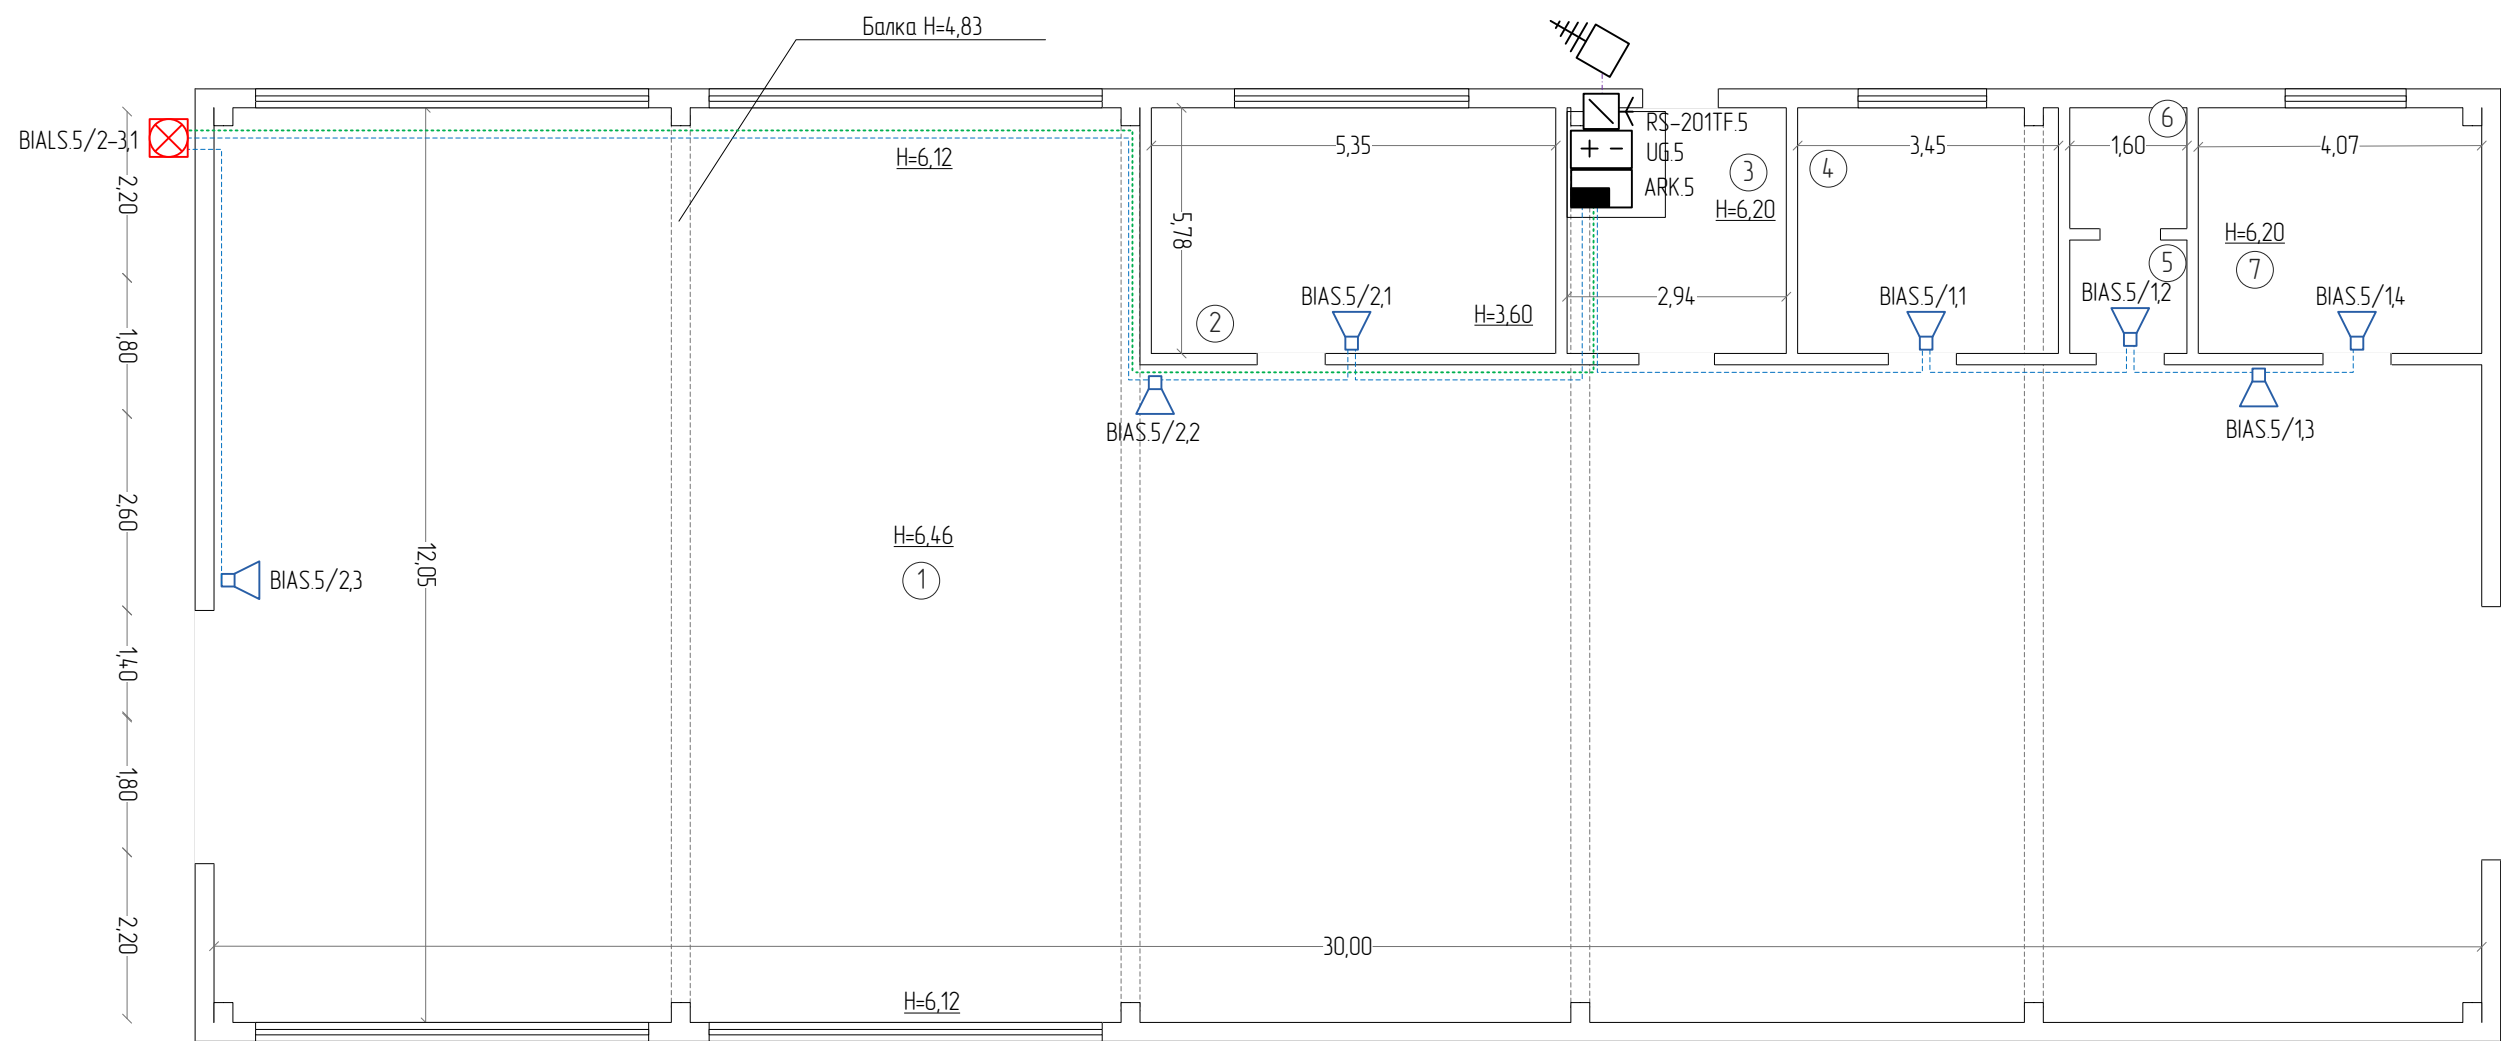 Балка H=4,83
BIALS.5/2-3,1
H=6,12
5,35
RS-201TF.5
UG.5
ARK.5
3
H=6,20
4
3,45
6
1,60
4,07
2,20
5,78
H=6,20
7
5
1,80
2
BIAS.5/2,1
H=3,60
2,94
BIAS.5/1,1
BIAS.5/1,2
BIAS.5/1,4
BIAS.5/2,2
BIAS.5/1,3
2,60
12,05
H=6,46
1
BIAS.5/2,3
1,40
1,80
2,20
30,00
H=6,12